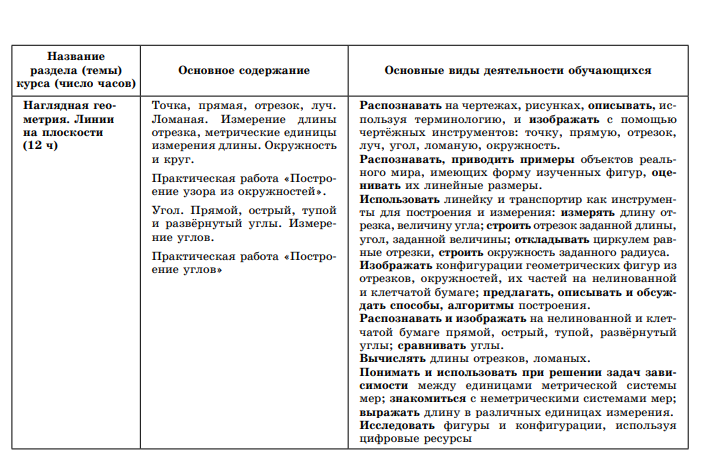 Название
раздела (темы)
курса (число часов)
Основное содержание
Основные виды деятельности обучающихся
Наглядная гео-
метрия. Линии
на плоскости
(12 ч)
Точка, прямая, отрезок, луч.
Ломаная. Измерение длины
отрезка, метрические единицы
измерения длины. Окружность
и круг.
Практическая работа «Постро-
ение узора из окружностей».
Угол. Прямой, острый, тупой
и развёрнутый углы. Измере-
ние углов.
Практическая работа «Постро-
ение углов»
Распознавать на чертежах, рисунках, описывать, ис-
пользуя терминологию, и изображать с помощью
чертёжных инструментов: точку, прямую, отрезок,
луч, угол, ломаную, окружность.
Распознавать, приводить примеры объектов реаль-
ного мира, имеющих форму изученных фигур, оце-
нивать их линейные размеры.
Использовать линейку и транспортир как инструмен-
ты для построения и измерения: измерять длину от-
резка, величину угла; строить отрезок заданной длины,
угол, заданной величины; откладывать циркулем рав-
ные отрезки, строить окружность заданного радиуса.
Изображать конфигурации геометрических фигур из
отрезков, окружностей, их частей на нелинованной
и клетчатой бумаге; предлагать, описывать и обсуж-
дать способы, алгоритмы построения.
Распознавать и изображать на нелинованной и клет-
чатой бумаге прямой, острый, тупой, развёрнутый
углы; сравнивать углы.
Вычислять длины отрезков, ломаных.
Понимать и использовать при решении задач зави-
симости между единицами метрической системы
мер; знакомиться с неметрическими системами мер;
выражать длину в различных единицах измерения.
Исследовать фигуры и конфигурации, используя
цифровые ресурсы